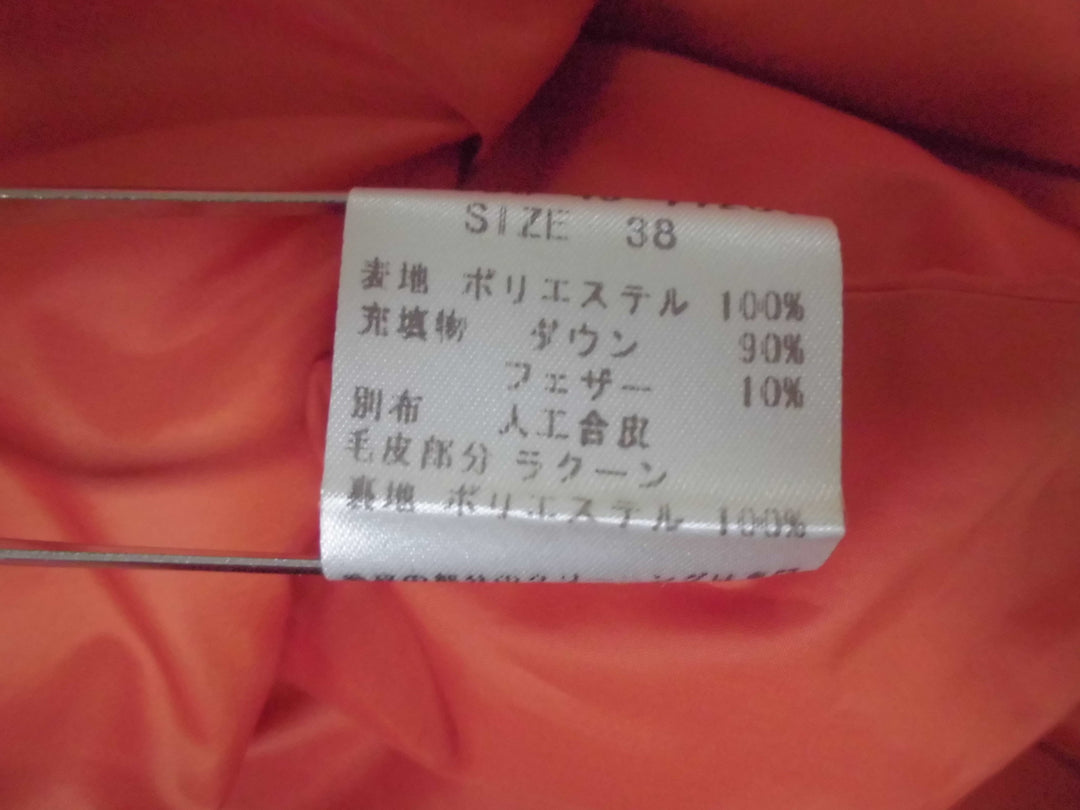 SIZE 38
表地 ポリエステル 100%
充填物 ダウン 90%
フェザー 10%
別布 人工合皮
毛皮部分 ラクーン
裏地 ポリエステル 100%